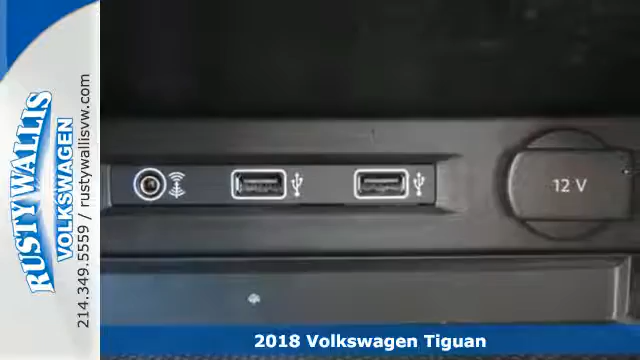 RUSTY WALLIS
VOLKSWAGEN
214.349.5559 / rustywallisvw.com
12 V
2018 Volkswagen Tiguan